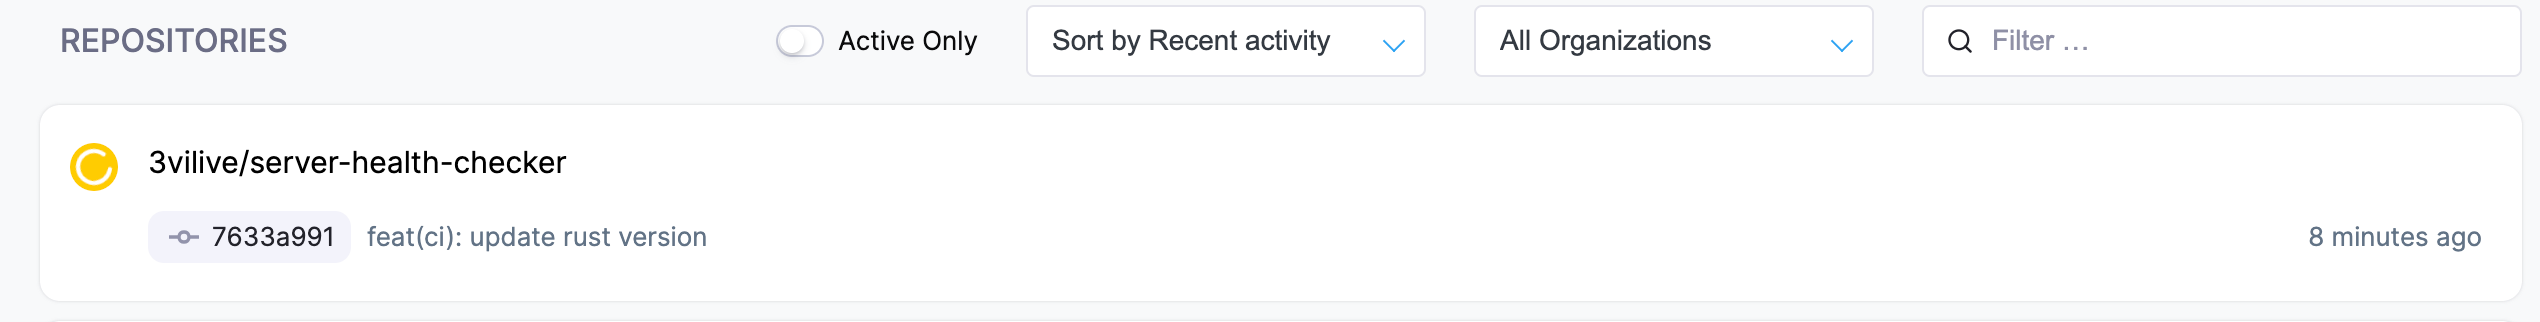 REPOSITORIES
Active Only
Sort by Recent activity
All Organizations
Filter ...
3vilive/server-health-checker
7633a991 feat(ci): update rust version
8 minutes ago